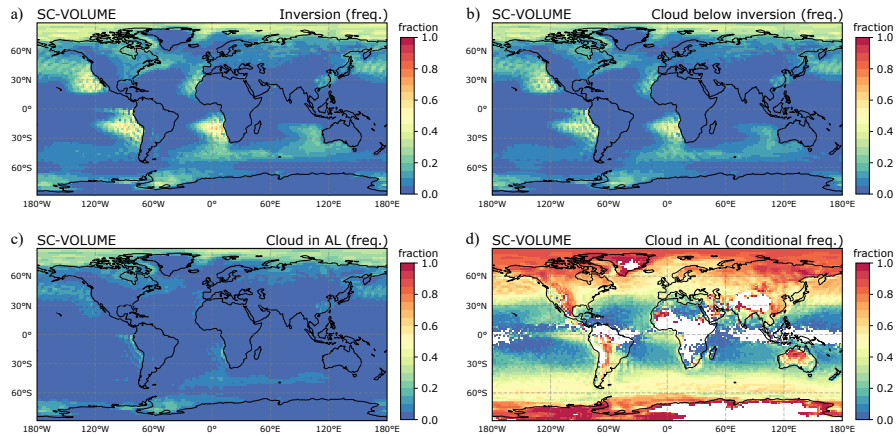 a) SC-VOLUME Inversion (freq.) fraction
1.0
60°N
0.8
30°N
0.6
0°
0.4
30°S
0.2
60°S
0.0
180°W 120°W 60°W 0° 60°E 120°E 180°E
b) SC-VOLUME Cloud below inversion (freq.) fraction
1.0
60°N
0.8
30°N
0.6
0°
0.4
30°S
0.2
60°S
0.0
180°W 120°W 60°W 0° 60°E 120°E 180°E
c) SC-VOLUME Cloud in AL (freq.) fraction
1.0
60°N
0.8
30°N
0.6
0°
0.4
30°S
0.2
60°S
0.0
180°W 120°W 60°W 0° 60°E 120°E 180°E
d) SC-VOLUME Cloud in AL (conditional freq.) fraction
1.0
60°N
0.8
30°N
0.6
0°
0.4
30°S
0.2
60°S
0.0
180°W 120°W 60°W 0° 60°E 120°E 180°E